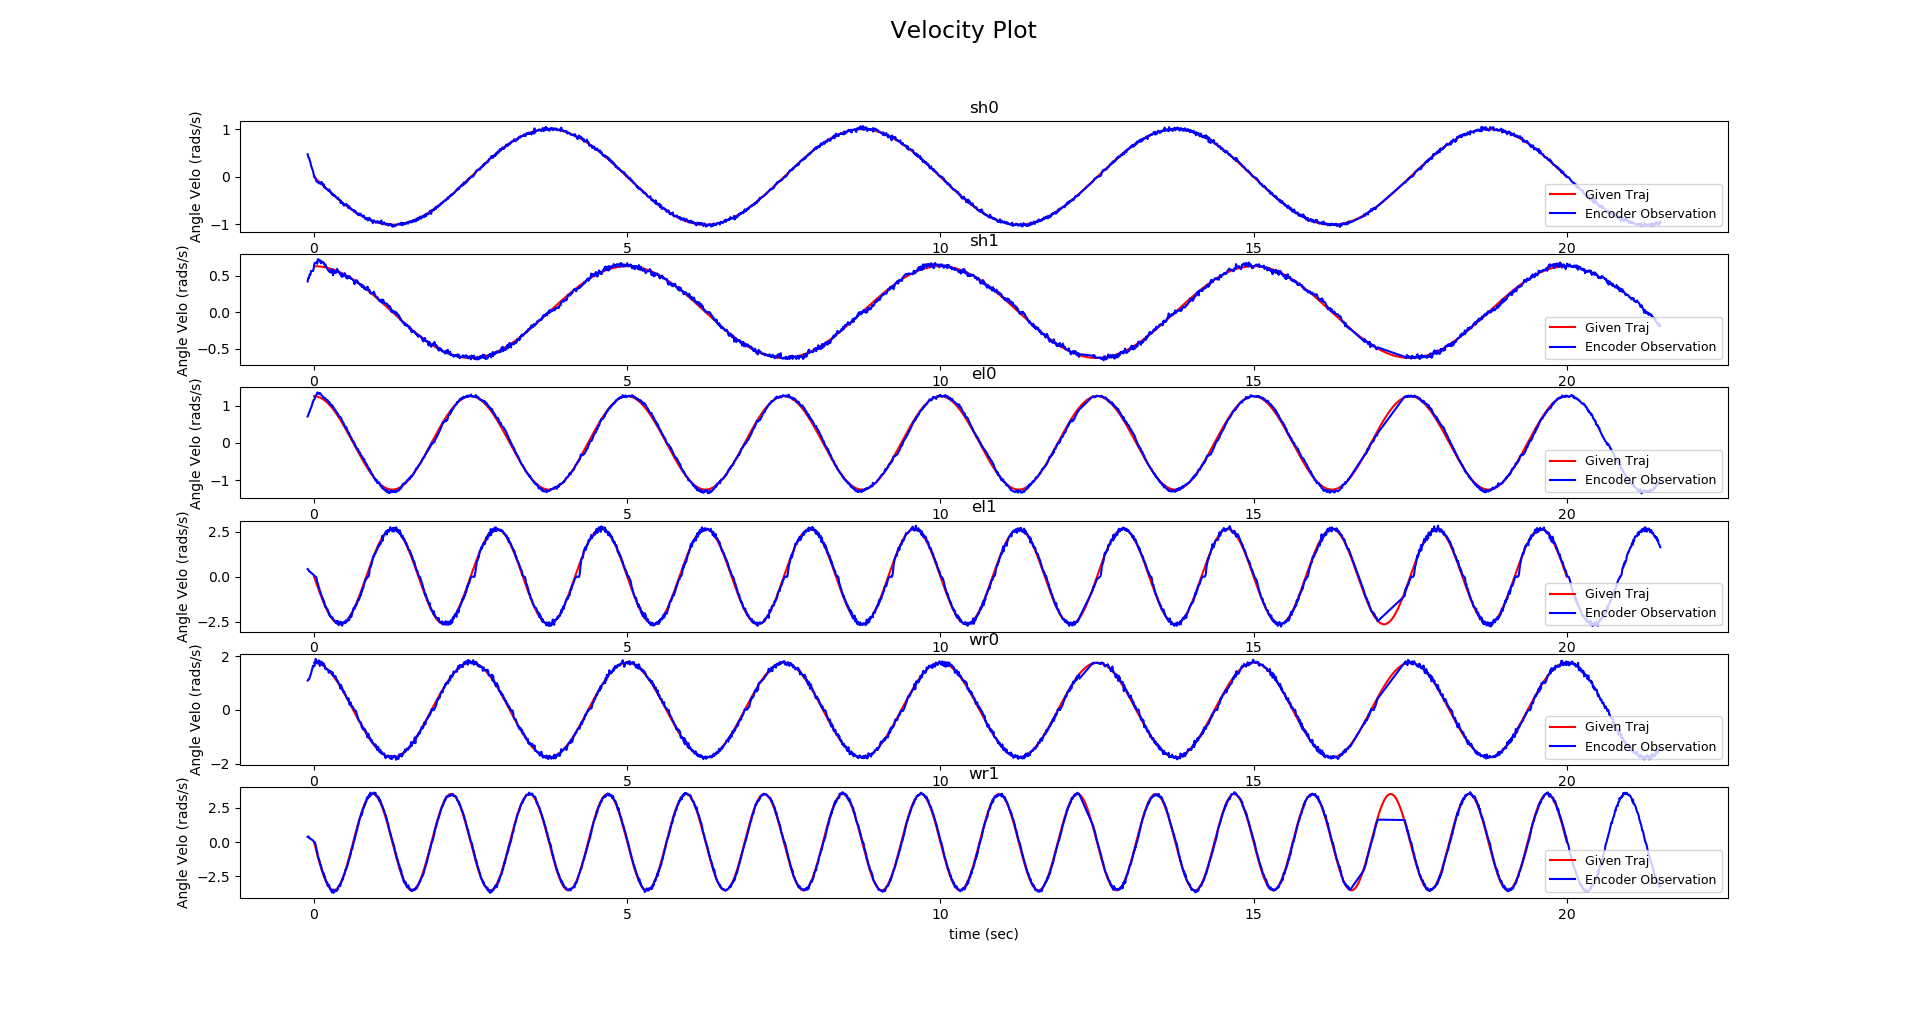 Velocity Plot
sh0
Angle Velo (rads/s)
1
0
−1
Given Traj
Encoder Observation
0 5 10 15 20
sh1
Angle Velo (rads/s)
0.5
0.0
−0.5
Given Traj
Encoder Observation
0 5 10 15 20
el0
Angle Velo (rads/s)
1
0
−1
Given Traj
Encoder Observation
0 5 10 15 20
el1
Angle Velo (rads/s)
2.5
0.0
−2.5
Given Traj
Encoder Observation
0 5 10 15 20
wr0
Angle Velo (rads/s)
2
0
−2
Given Traj
Encoder Observation
0 5 10 15 20
wr1
Angle Velo (rads/s)
2.5
0.0
−2.5
Given Traj
Encoder Observation
0 5 10 15 20
time (sec)